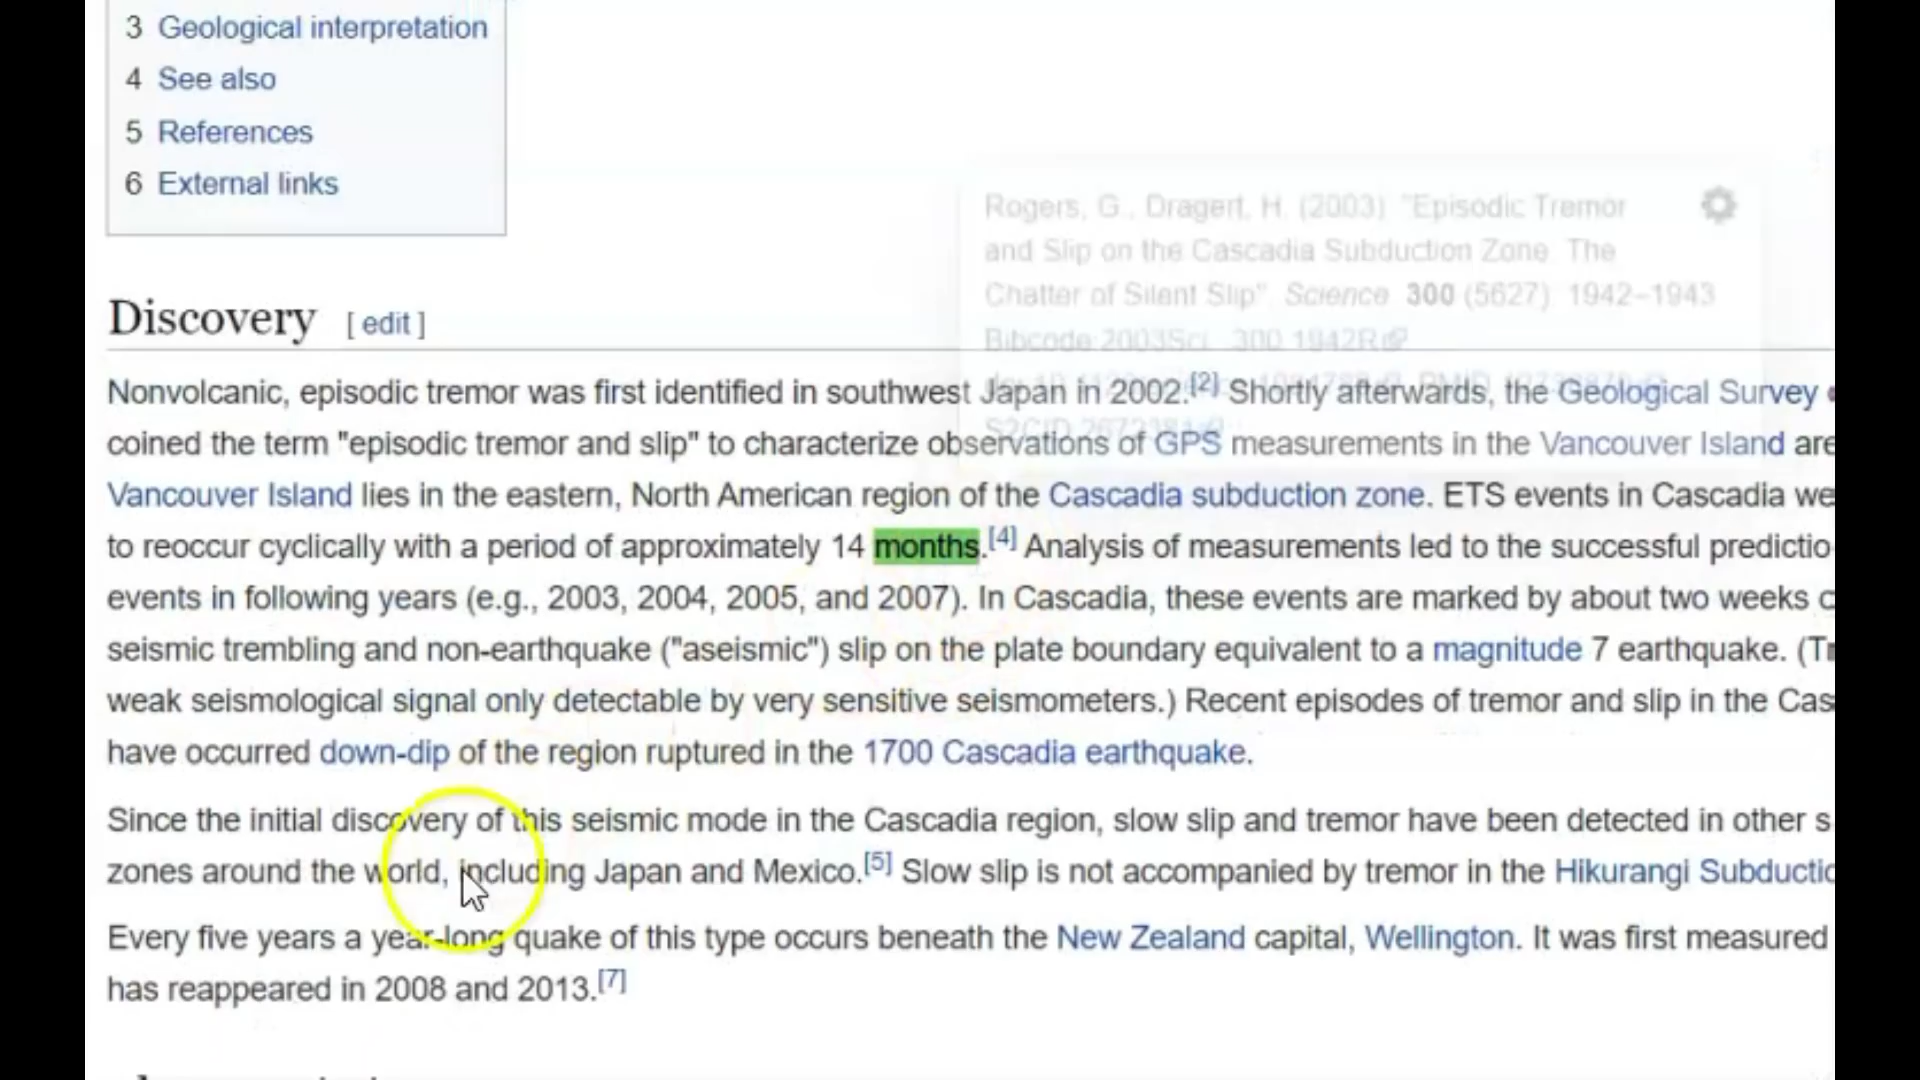 3 Geological interpretation
4 See also
5 References
6 External links
Rogers, G., Dragert, H. (2003). "Episodic Tremor
and Slip on the Cascadia Subduction Zone: The
Chatter of Silent Slip". Science. 300 (5627): 1942–1943.
Bibcode:2003Sci...300.1942R
Discovery [ edit ]
Nonvolcanic, episodic tremor was first identified in southwest Japan in 2002.[2] Shortly afterwards, the Geological Survey
coined the term "episodic tremor and slip" to characterize observations of GPS measurements in the Vancouver Island are
Vancouver Island lies in the eastern, North American region of the Cascadia subduction zone. ETS events in Cascadia we
to reoccur cyclically with a period of approximately 14 months.[4] Analysis of measurements led to the successful predictio
events in following years (e.g., 2003, 2004, 2005, and 2007). In Cascadia, these events are marked by about two weeks
seismic trembling and non-earthquake ("aseismic") slip on the plate boundary equivalent to a magnitude 7 earthquake. (Tr
weak seismological signal only detectable by very sensitive seismometers.) Recent episodes of tremor and slip in the Cas
have occurred down-dip of the region ruptured in the 1700 Cascadia earthquake.
Since the initial discovery of this seismic mode in the Cascadia region, slow slip and tremor have been detected in other s
zones around the world, including Japan and Mexico.[5] Slow slip is not accompanied by tremor in the Hikurangi Subductio
Every five years a year-long quake of this type occurs beneath the New Zealand capital, Wellington. It was first measured
has reappeared in 2008 and 2013.[7]